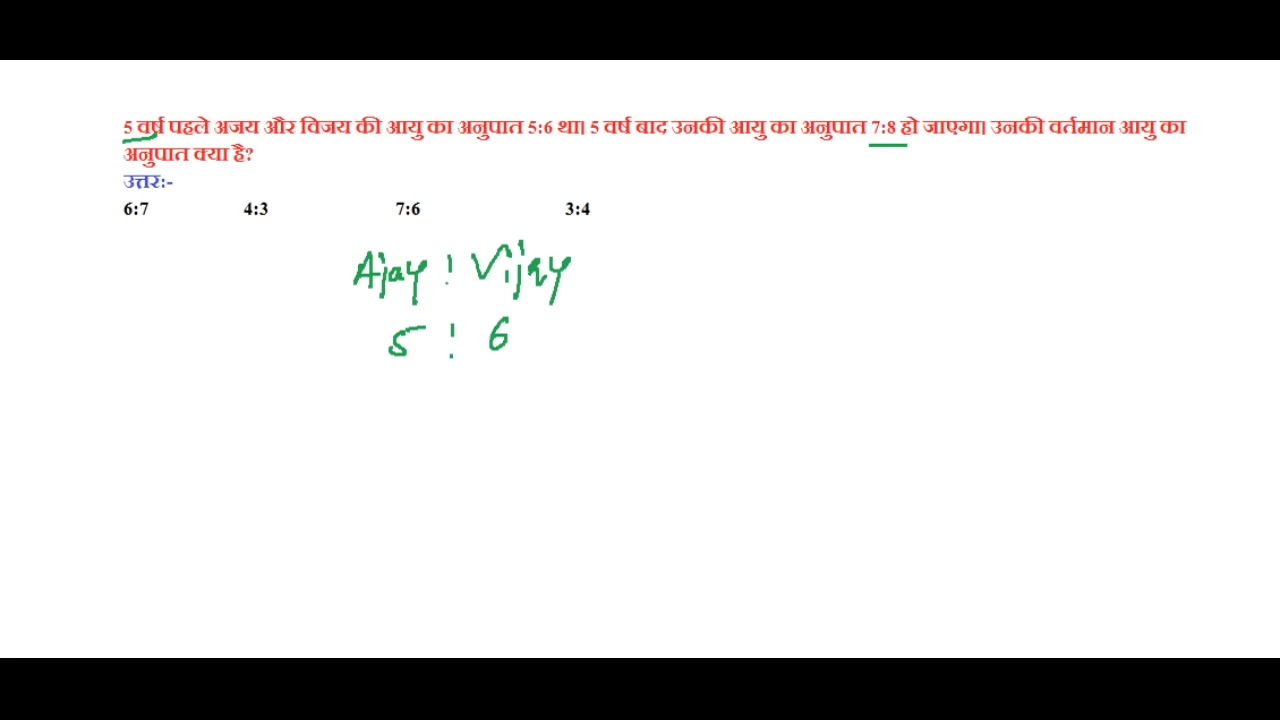 5 वर्ष पहले अजय और विजय की आयु का अनुपात 5:6 था। 5 वर्ष बाद उनकी आयु का अनुपात 7:8 हो जाएगा। उनकी वर्तमान आयु का
अनुपात क्या है?
उत्तर:-
6:7 4:3 7:6 3:4
Ajay : Vijay
5 : 6